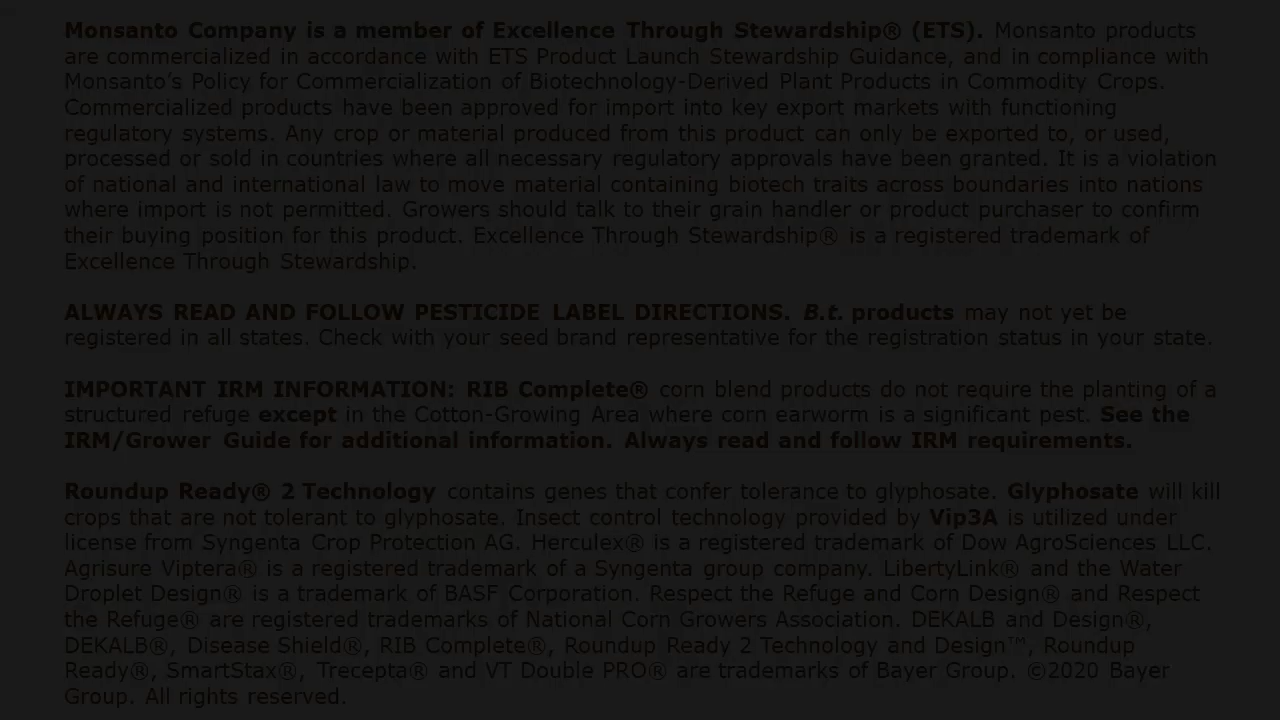 Monsanto Company is a member of Excellence Through Stewardship® (ETS). Monsanto products
are commercialized in accordance with ETS Product Launch Stewardship Guidance, and in compliance with
Monsanto's Policy for Commercialization of Biotechnology-Derived Plant Products in Commodity Crops.
Commercialized products have been approved for import into key export markets with functioning
regulatory systems. Any crop or material produced from this product can only be exported to, or used,
processed or sold in countries where all necessary regulatory approvals have been granted. It is a violation
of national and international law to move material containing biotech traits across boundaries into nations
where import is not permitted. Growers should talk to their grain handler or product purchaser to confirm
their buying position for this product. Excellence Through Stewardship® is a registered trademark of
Excellence Through Stewardship.
ALWAYS READ AND FOLLOW PESTICIDE LABEL DIRECTIONS. B.t. products may not yet be
registered in all states. Check with your seed brand representative for the registration status in your state.
IMPORTANT IRM INFORMATION: RIB Complete® corn blend products do not require the planting of a
structured refuge except in the Cotton-Growing Area where corn earworm is a significant pest. See the
IRM/Grower Guide for additional information. Always read and follow IRM requirements.
Roundup Ready® 2 Technology contains genes that confer tolerance to glyphosate. Glyphosate will kill
crops that are not tolerant to glyphosate. Insect control technology provided by Vip3A is utilized under
license from Syngenta Crop Protection AG. Herculex® is a registered trademark of Dow AgroSciences LLC.
Agrisure Viptera® is a registered trademark of a Syngenta group company. LibertyLink® and the Water
Droplet Design® is a trademark of BASF Corporation. Respect the Refuge and Corn Design® and Respect
the Refuge® are registered trademarks of National Corn Growers Association. DEKALB and Design®,
DEKALB®, Disease Shield®, RIB Complete®, Roundup Ready 2 Technology and Design™, Roundup
Ready®, SmartStax®, Trecepta® and VT Double PRO® are trademarks of Bayer Group. ©2020 Bayer
Group. All rights reserved.